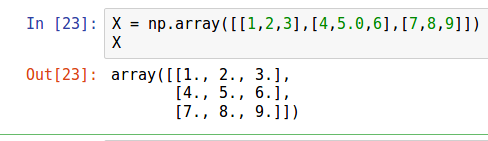 In [23]: X = np.array([[1,2,3],[4,5.0,6],[7,8,9]])
X
Out[23]: array([[1., 2., 3.],
[4., 5., 6.],
[7., 8., 9.]])